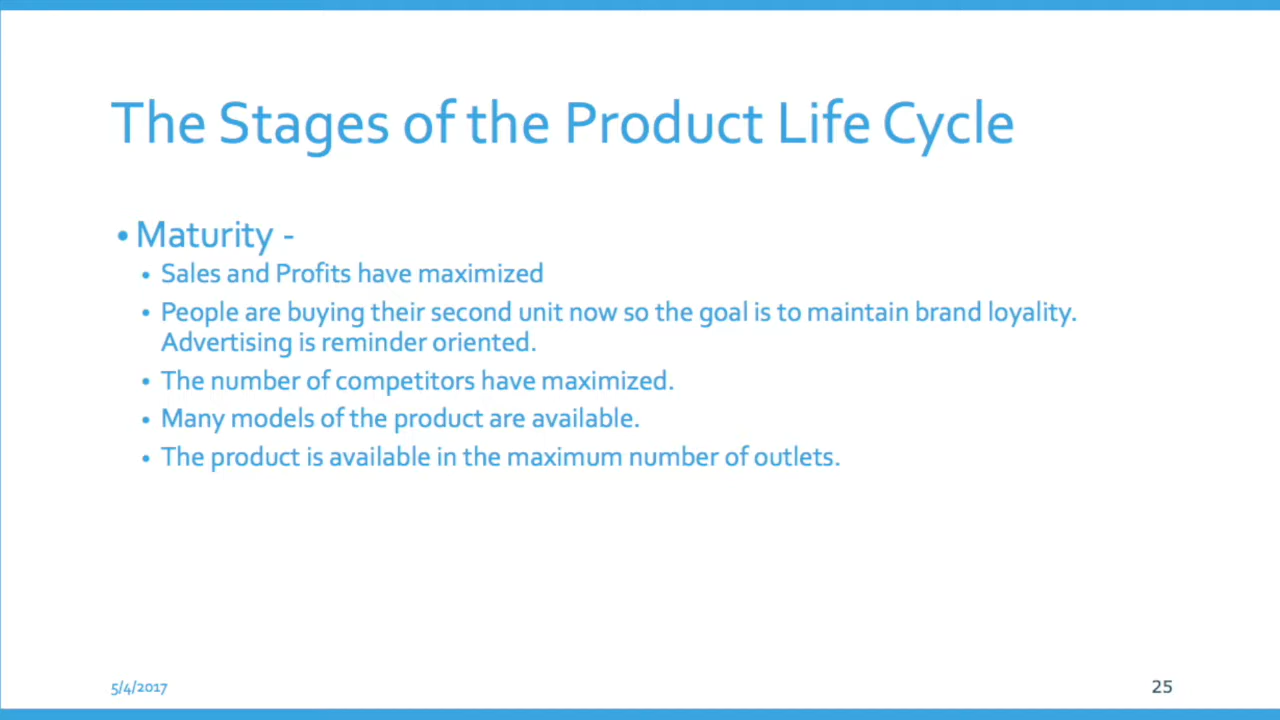 The Stages of the Product Life Cycle
• Maturity -
• Sales and Profits have maximized
• People are buying their second unit now so the goal is to maintain brand loyality.
Advertising is reminder oriented.
• The number of competitors have maximized.
• Many models of the product are available.
• The product is available in the maximum number of outlets.
5/4/2017
25